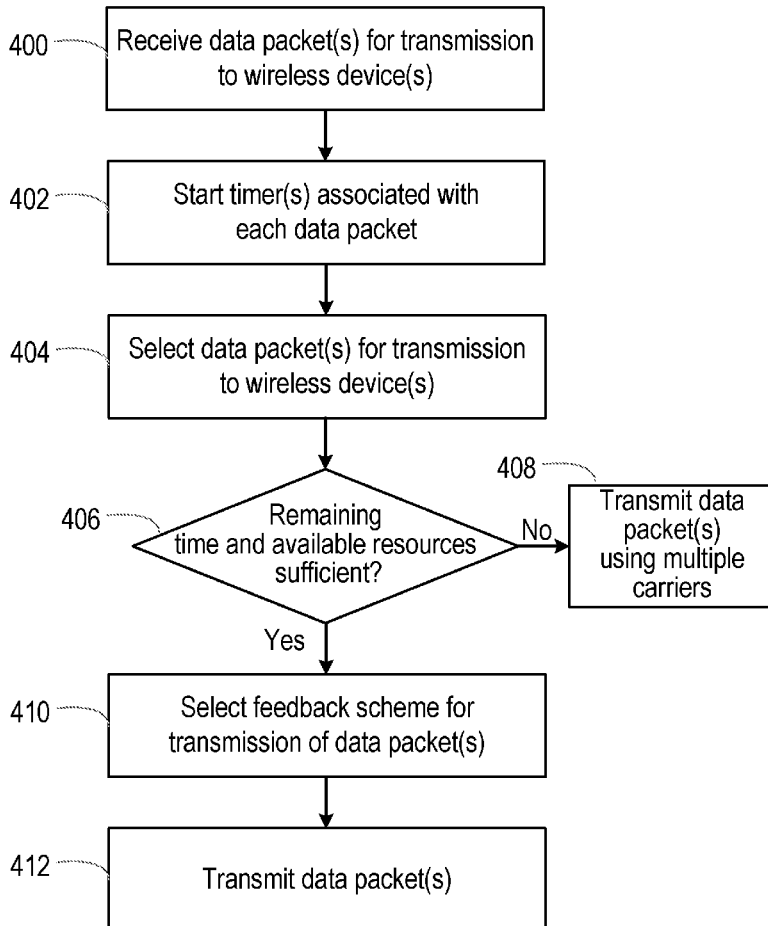 400
Receive data packet(s) for transmission
to wireless device(s)
402
Start timer(s) associated with
each data packet
404
Select data packet(s) for transmission
to wireless device(s)
406
Remaining
time and available resources
sufficient?
No
408
Transmit data
packet(s)
using multiple
carriers
Yes
410
Select feedback scheme for
transmission of data packet(s)
412
Transmit data packet(s)